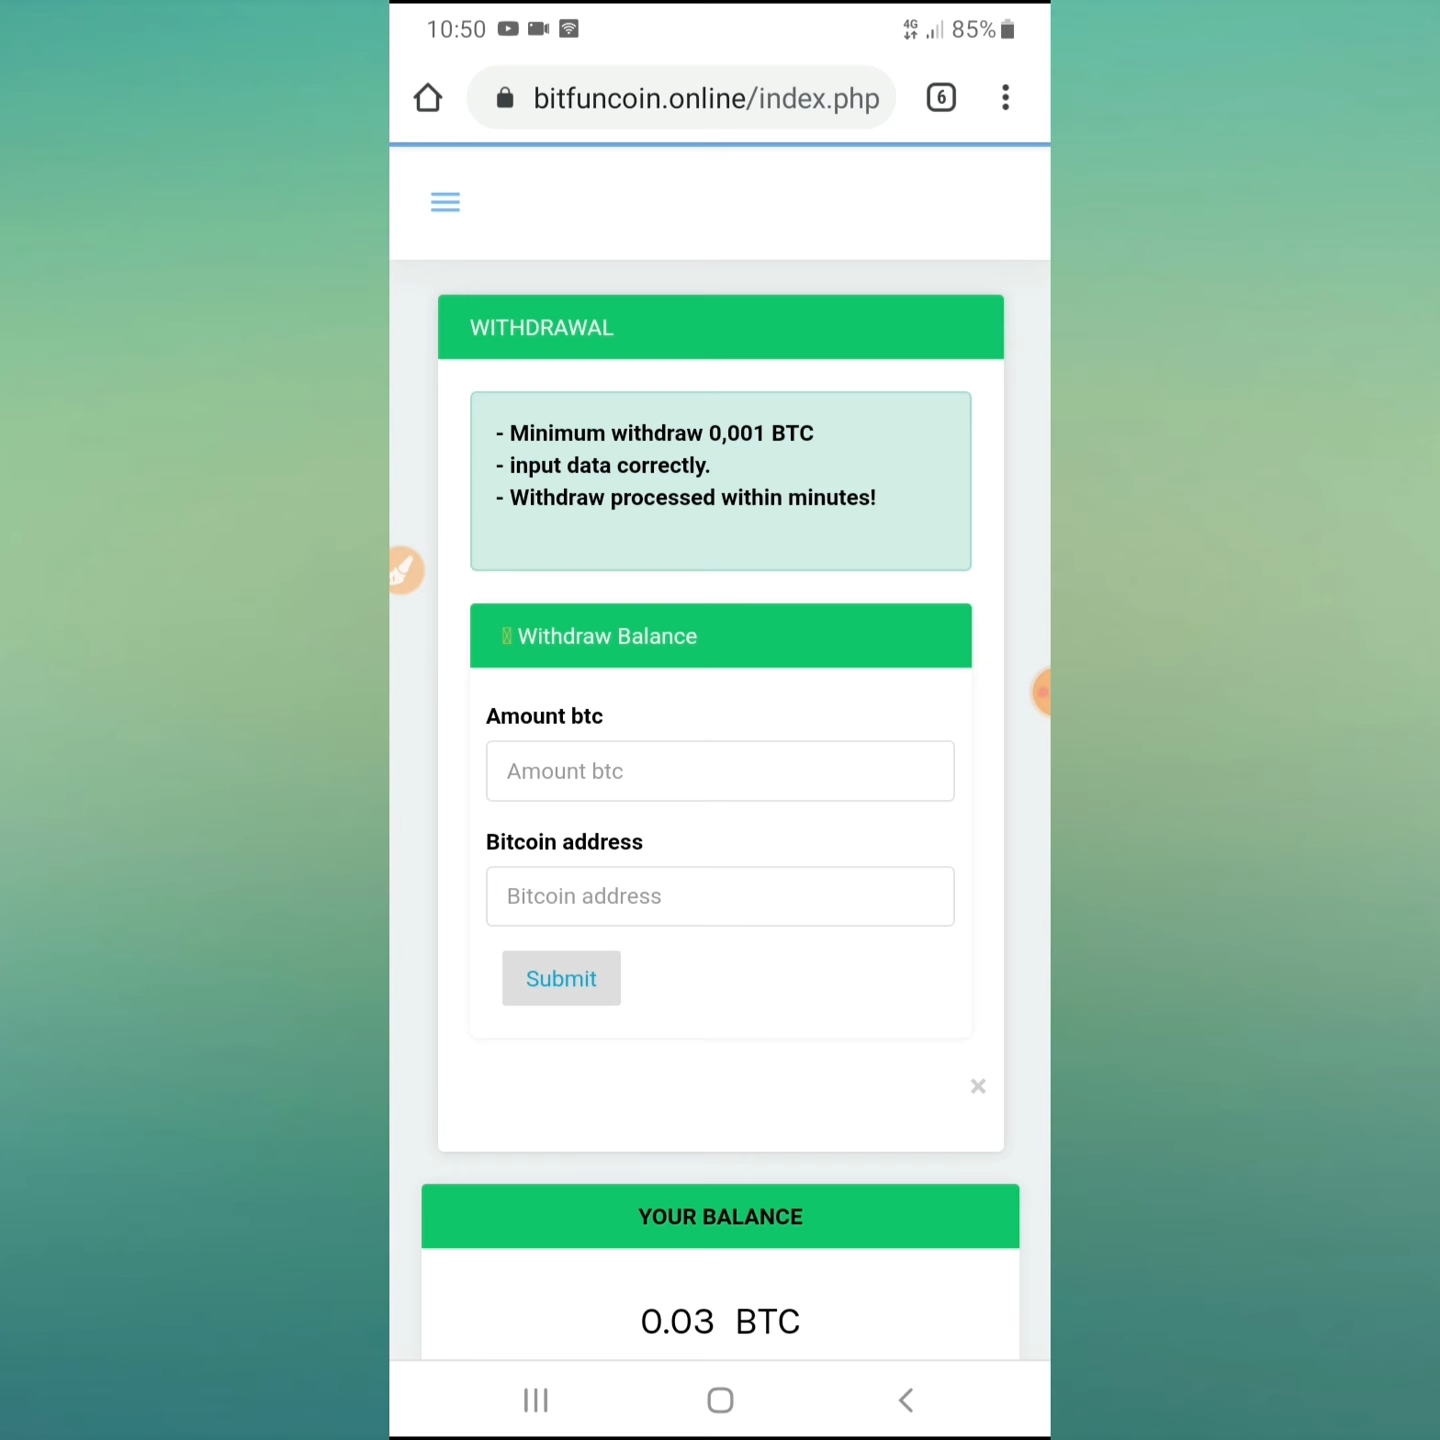 10:50
4G
85%
bitfuncoin.online/index.php
6
WITHDRAWAL
- Minimum withdraw 0,001 BTC
- input data correctly.
- Withdraw processed within minutes!
Withdraw Balance
Amount btc
Amount btc
Bitcoin address
Bitcoin address
Submit
×
YOUR BALANCE
0.03 BTC